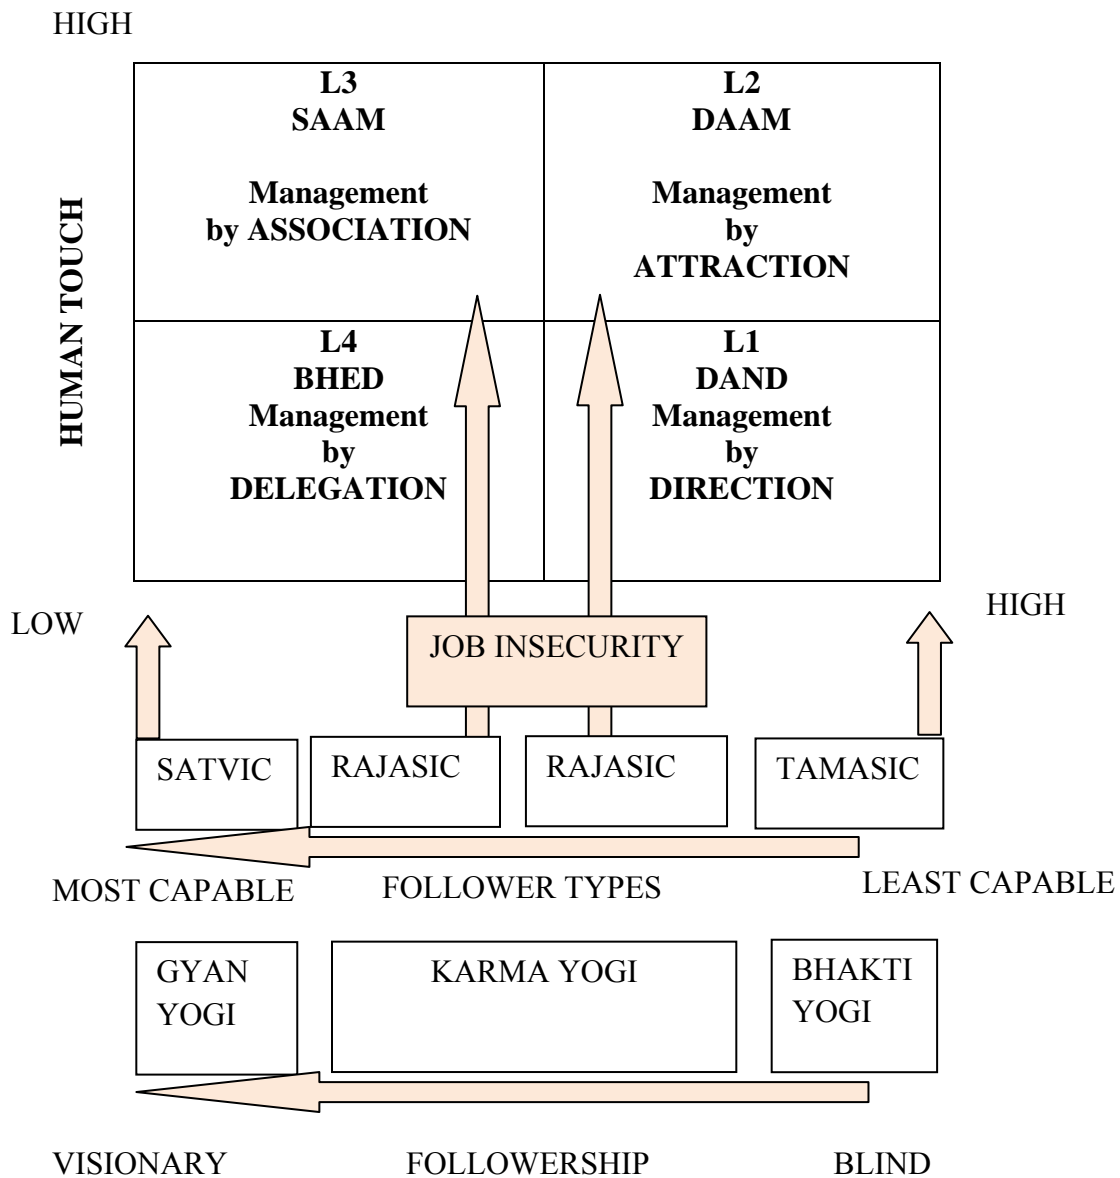 HIGH
HUMAN TOUCH
L3
SAAM
Management
by ASSOCIATION
L2
DAAM
Management
by
ATTRACTION
L4
BHED
Management
by
DELEGATION
L1
DAND
Management
by
DIRECTION
LOW
HIGH
JOB INSECURITY
SATVIC
RAJASIC
RAJASIC
TAMASIC
MOST CAPABLE
FOLLOWER TYPES
LEAST CAPABLE
GYAN
YOGI
KARMA YOGI
BHAKTI
YOGI
VISIONARY
FOLLOWERSHIP
BLIND